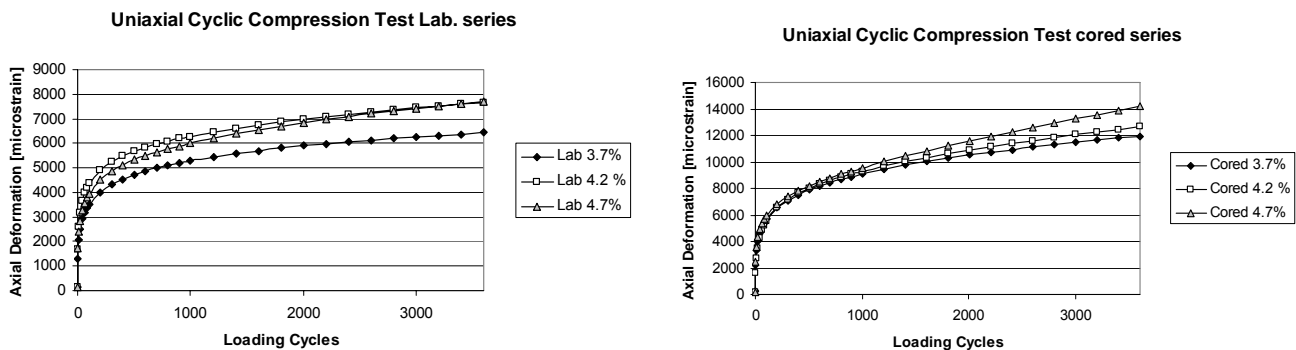 Uniaxial Cyclic Compression Test Lab. series
9000
8000
7000
6000
5000
4000
3000
2000
1000
0
Axial Deformation [microstrain]
0 1000 2000 3000
Loading Cycles
Lab 3.7%
Lab 4.2 %
Lab 4.7%
Uniaxial Cyclic Compression Test cored series
16000
14000
12000
10000
8000
6000
4000
2000
0
Axial Deformation [microstrain]
0 1000 2000 3000
Loading Cycles
Cored 3.7%
Cored 4.2 %
Cored 4.7%